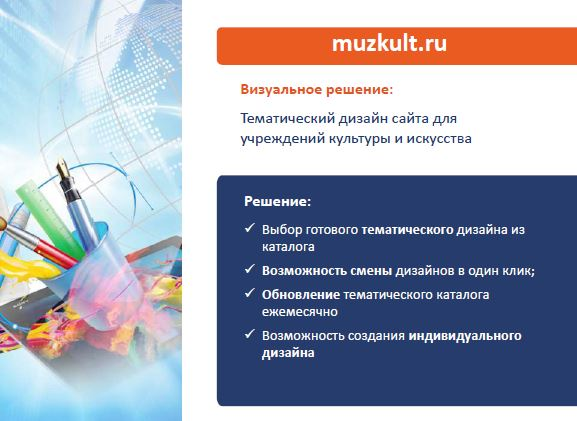 muzkult.ru
Визуальное решение:
Тематический дизайн сайта для
учреждений культуры и искусства
Решение:
✓ Выбор готового тематического дизайна из
каталога
✓ Возможность смены дизайнов в один клик;
✓ Обновление тематического каталога
ежемесячно
✓ Возможность создания индивидуального
дизайна